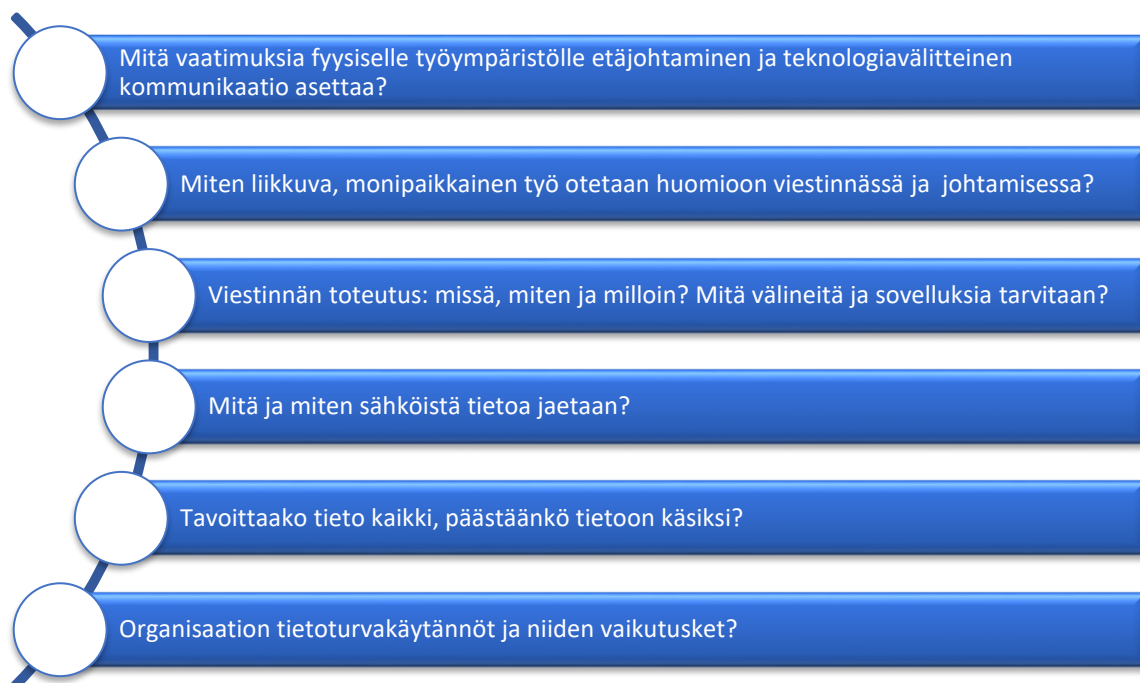 Mitä vaatimuksia fyysiselle työympäristölle etäjohtaminen ja teknologiavälitteinen
kommunikaatio asettaa?
Miten liikkuva, monipaikkainen työ otetaan huomioon viestinnässä ja johtamisessa?
Viestinnän toteutus: missä, miten ja milloin? Mitä välineitä ja sovelluksia tarvitaan?
Mitä ja miten sähköistä tietoa jaetaan?
Tavoittaako tieto kaikki, päästäänkö tietoon käsiksi?
Organisaation tietoturvakäytännöt ja niiden vaikutusket?